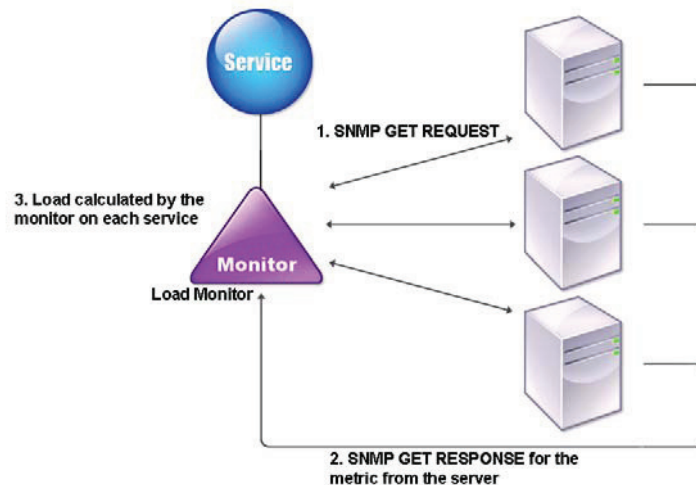 Service
1. SNMP GET REQUEST
3. Load calculated by the
monitor on each service
Monitor
Load Monitor
2. SNMP GET RESPONSE for the
metric from the server